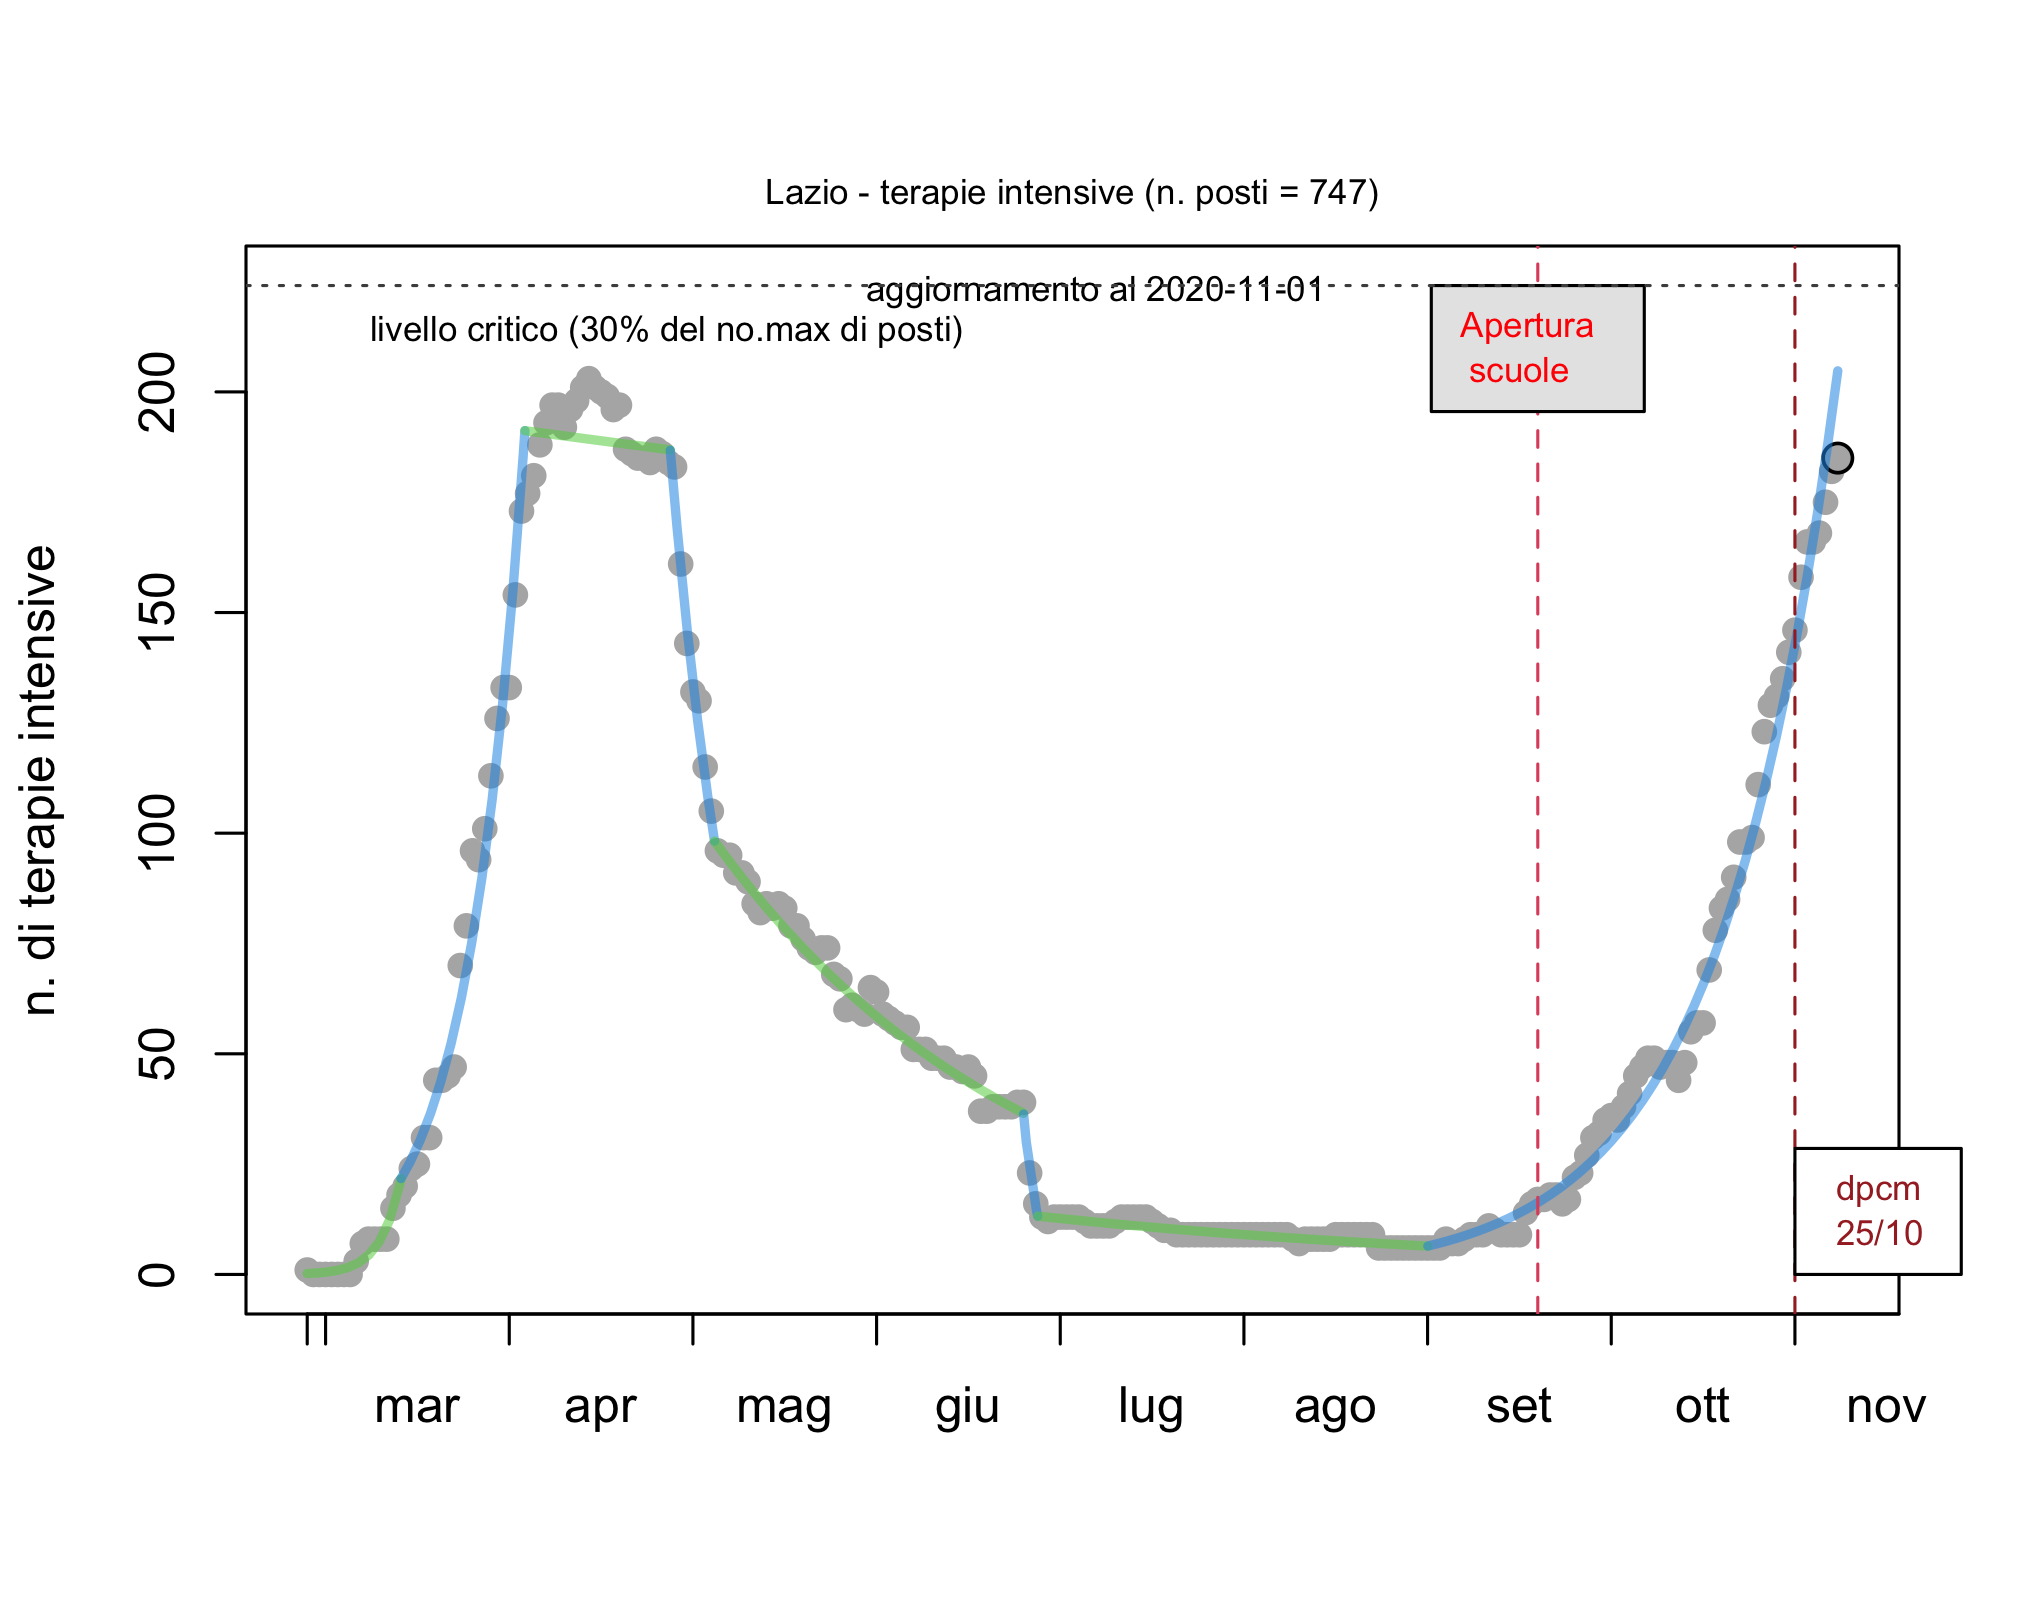 Lazio - terapie intensive (n. posti = 747)
aggiornamento al 2020-11-01
livello critico (30% del no.max di posti)
Apertura
scuole
n. di terapie intensive
200
150
100
50
0
dpcm
25/10
mar apr mag giu lug ago set ott nov